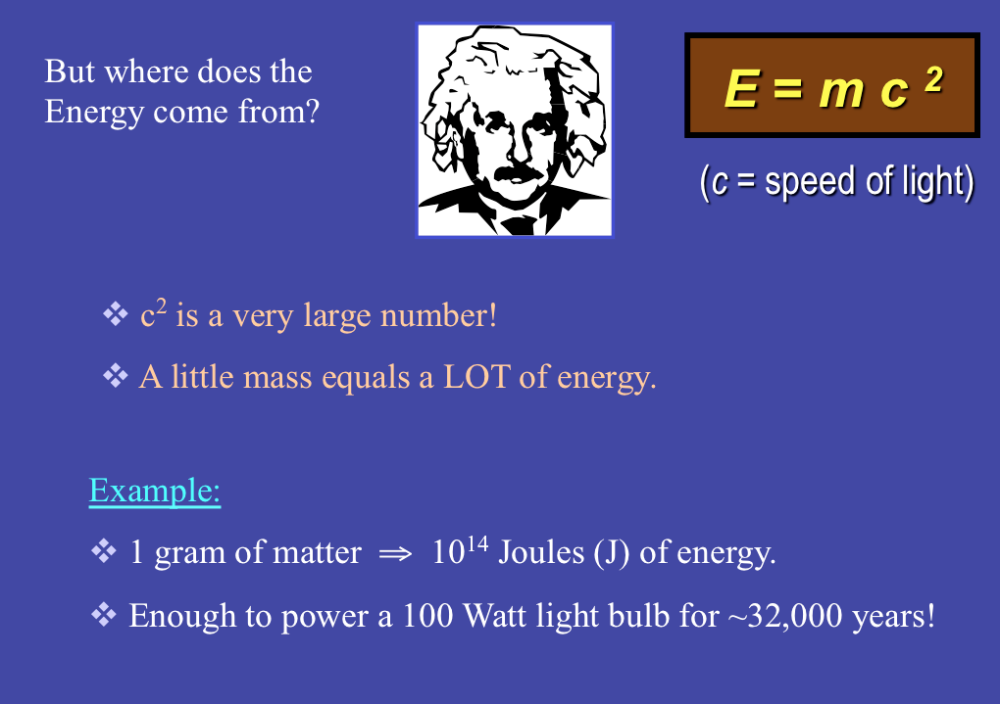 But where does the
Energy come from?
E = m c ²
(c = speed of light)
❖ c² is a very large number!
❖ A little mass equals a LOT of energy.
Example:
❖ 1 gram of matter ⇒ 10¹⁴ Joules (J) of energy.
❖ Enough to power a 100 Watt light bulb for ~32,000 years!